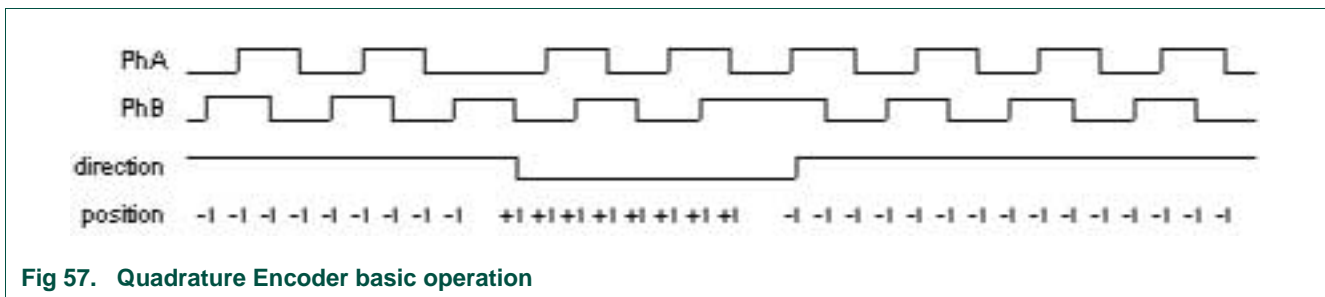 PhA
PhB
direction
position -1 -1 -1 -1 -1 -1 -1 -1 -1 +1 +1 +1 +1 +1 +1 +1 +1 -1 -1 -1 -1 -1 -1 -1 -1 -1 -1 -1 -1 -1 -1 -1
Fig 57. Quadrature Encoder basic operation